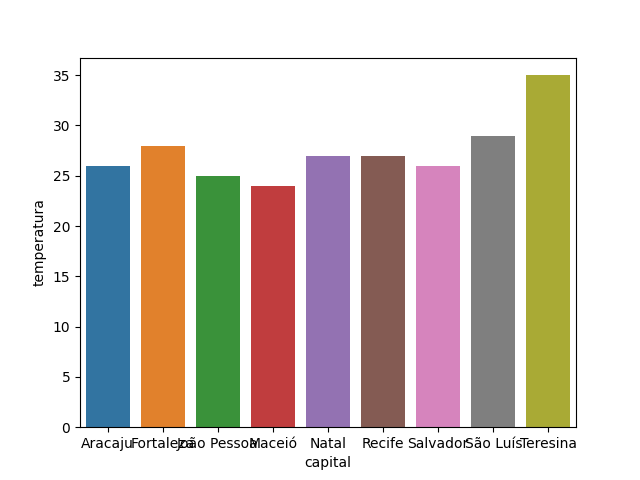 temperatura
35
30
25
20
15
10
5
0
Aracaju Fortaleza João Pessoa Maceió Natal Recife Salvador São Luís Teresina
capital